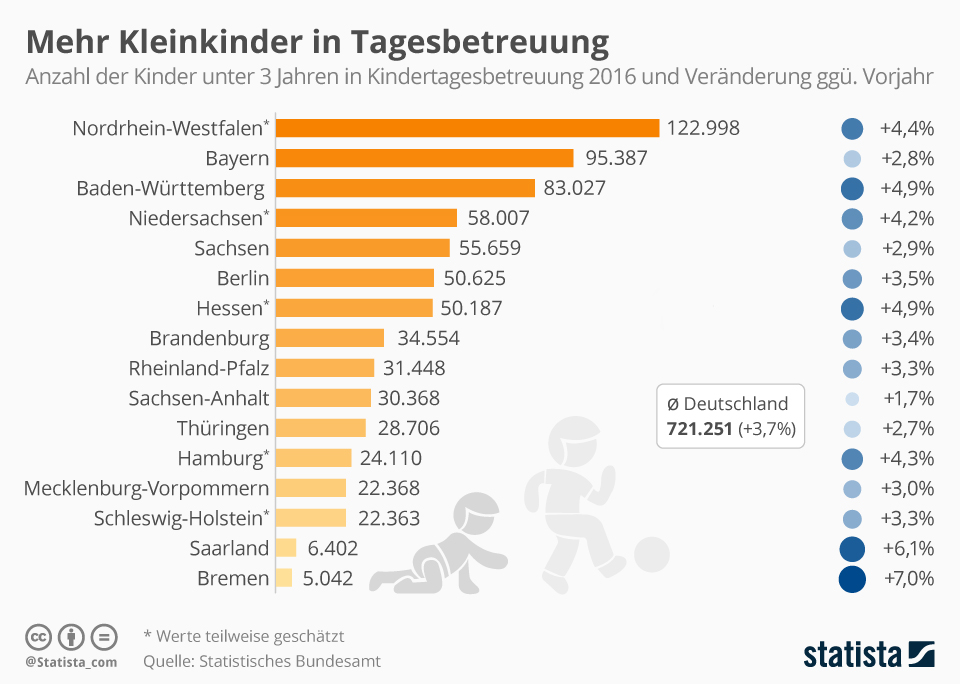 Mehr Kleinkinder in Tagesbetreuung
Anzahl der Kinder unter 3 Jahren in Kindertagesbetreuung 2016 und Veränderung ggü. Vorjahr
Nordrhein-Westfalen* 122.998 +4,4%
Bayern 95.387 +2,8%
Baden-Württemberg 83.027 +4,9%
Niedersachsen* 58.007 +4,2%
Sachsen 55.659 +2,9%
Berlin 50.625 +3,5%
Hessen* 50.187 +4,9%
Brandenburg 34.554 +3,4%
Rheinland-Pfalz 31.448 +3,3%
Sachsen-Anhalt 30.368 +1,7%
Thüringen 28.706 +2,7%
Hamburg* 24.110 +4,3%
Mecklenburg-Vorpommern 22.368 +3,0%
Schleswig-Holstein* 22.363 +3,3%
Saarland 6.402 +6,1%
Bremen 5.042 +7,0%
Ø Deutschland
721.251 (+3,7%)
cc
@Statista_com
* Werte teilweise geschätzt
Quelle: Statistisches Bundesamt
statista